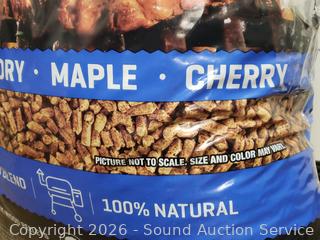 ORY · MAPLE · CHERRY
PICTURE NOT TO SCALE. SIZE AND COLOR MAY VARY.
BLEND
100% NATURAL
Copyright 2026 - Sound Auction Service